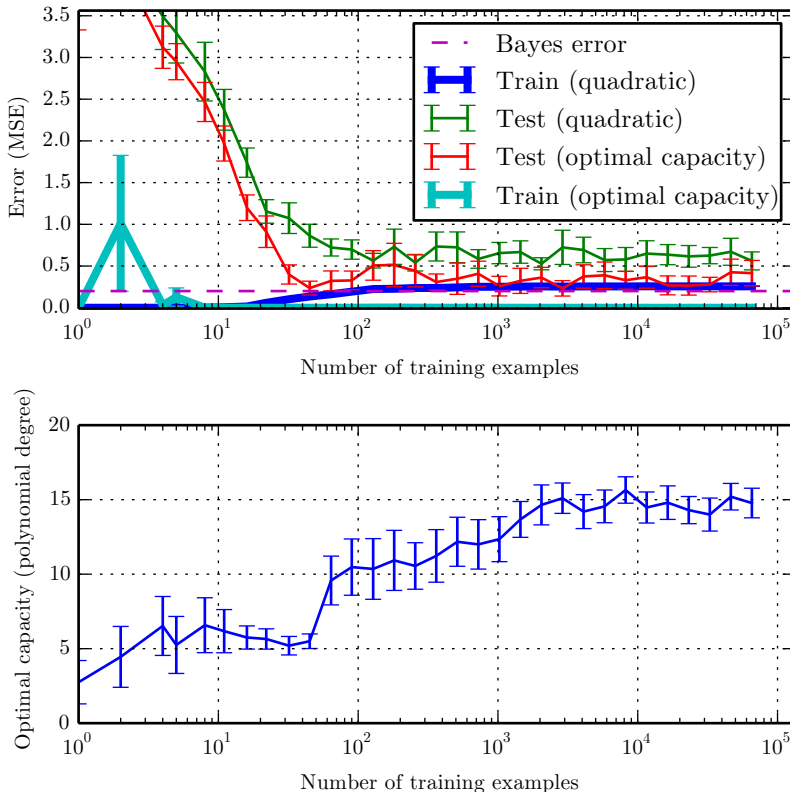 3.5
3.0
2.5
2.0
1.5
1.0
0.5
0.0
Error (MSE)
Bayes error
Train (quadratic)
Test (quadratic)
Test (optimal capacity)
Train (optimal capacity)
10^0 10^1 10^2 10^3 10^4 10^5
Number of training examples
20
15
10
5
0
Optimal capacity (polynomial degree)
10^0 10^1 10^2 10^3 10^4 10^5
Number of training examples